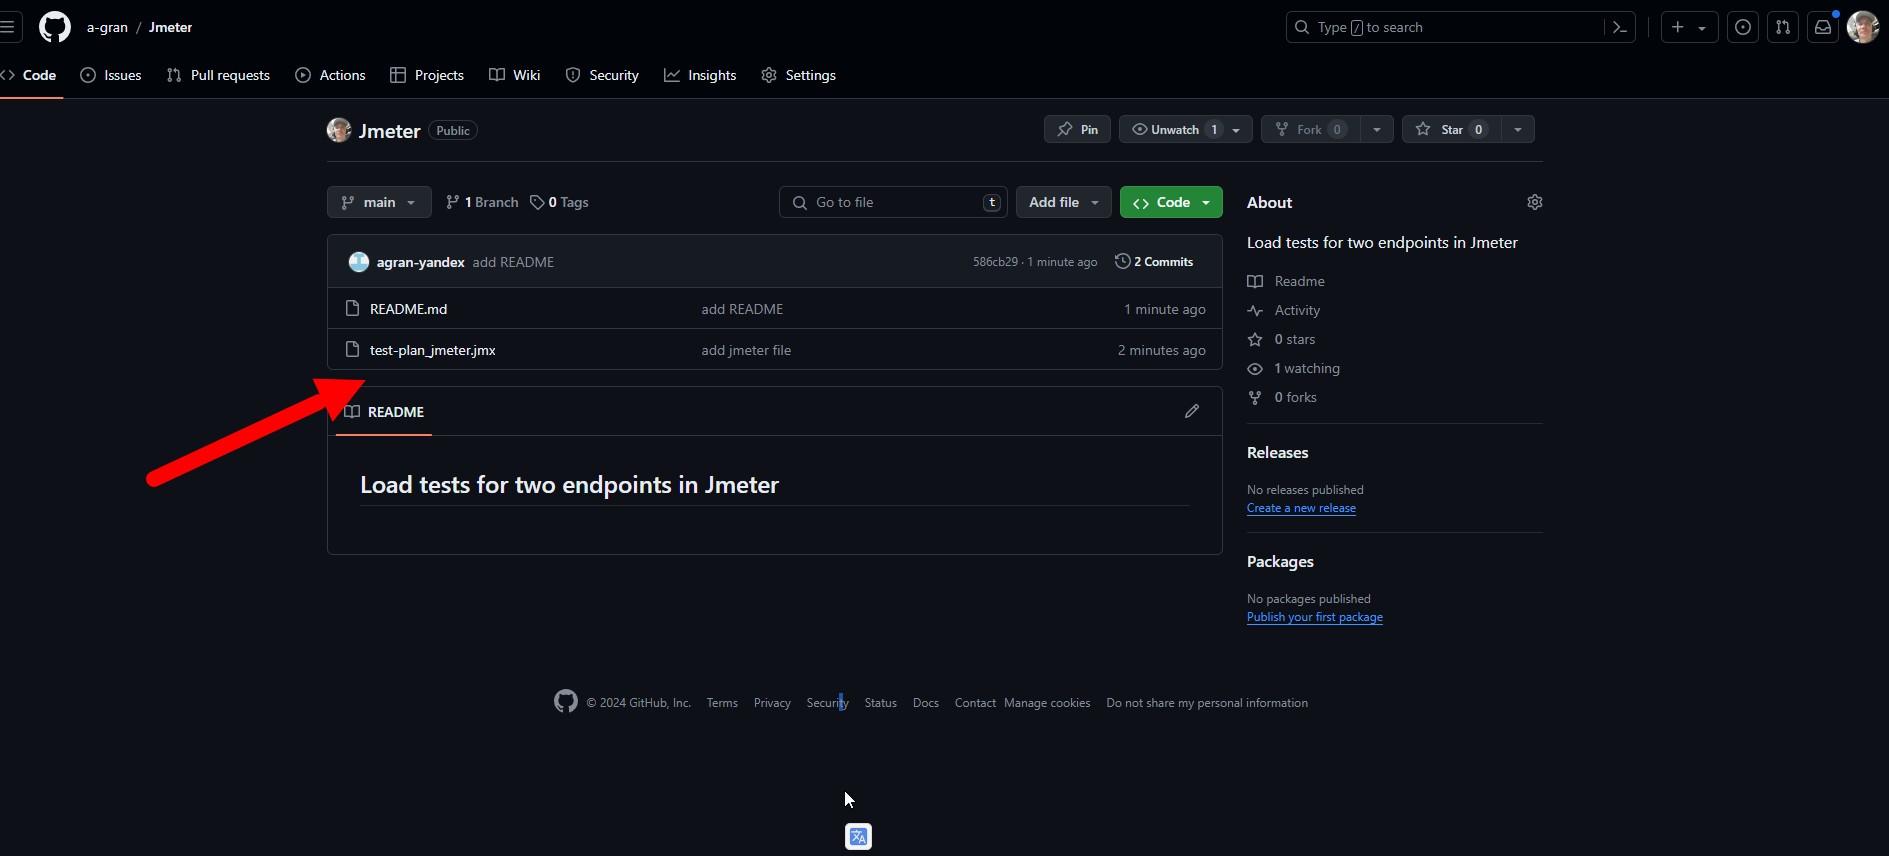 a-gran / Jmeter
Type / to search
Code Issues Pull requests Actions Projects Wiki Security Insights Settings
Jmeter Public
Pin Unwatch 1 Fork 0 Star 0
main 1 Branch 0 Tags Go to file t Add file Code
agran-yandex add README 586cb29 · 1 minute ago 2 Commits
README.md add README 1 minute ago
test-plan_jmeter.jmx add jmeter file 2 minutes ago
README
Load tests for two endpoints in Jmeter
About
Load tests for two endpoints in Jmeter
Readme
Activity
0 stars
1 watching
0 forks
Releases
No releases published
Create a new release
Packages
No packages published
Publish your first package
© 2024 GitHub, Inc. Terms Privacy Security Status Docs Contact Manage cookies Do not share my personal information